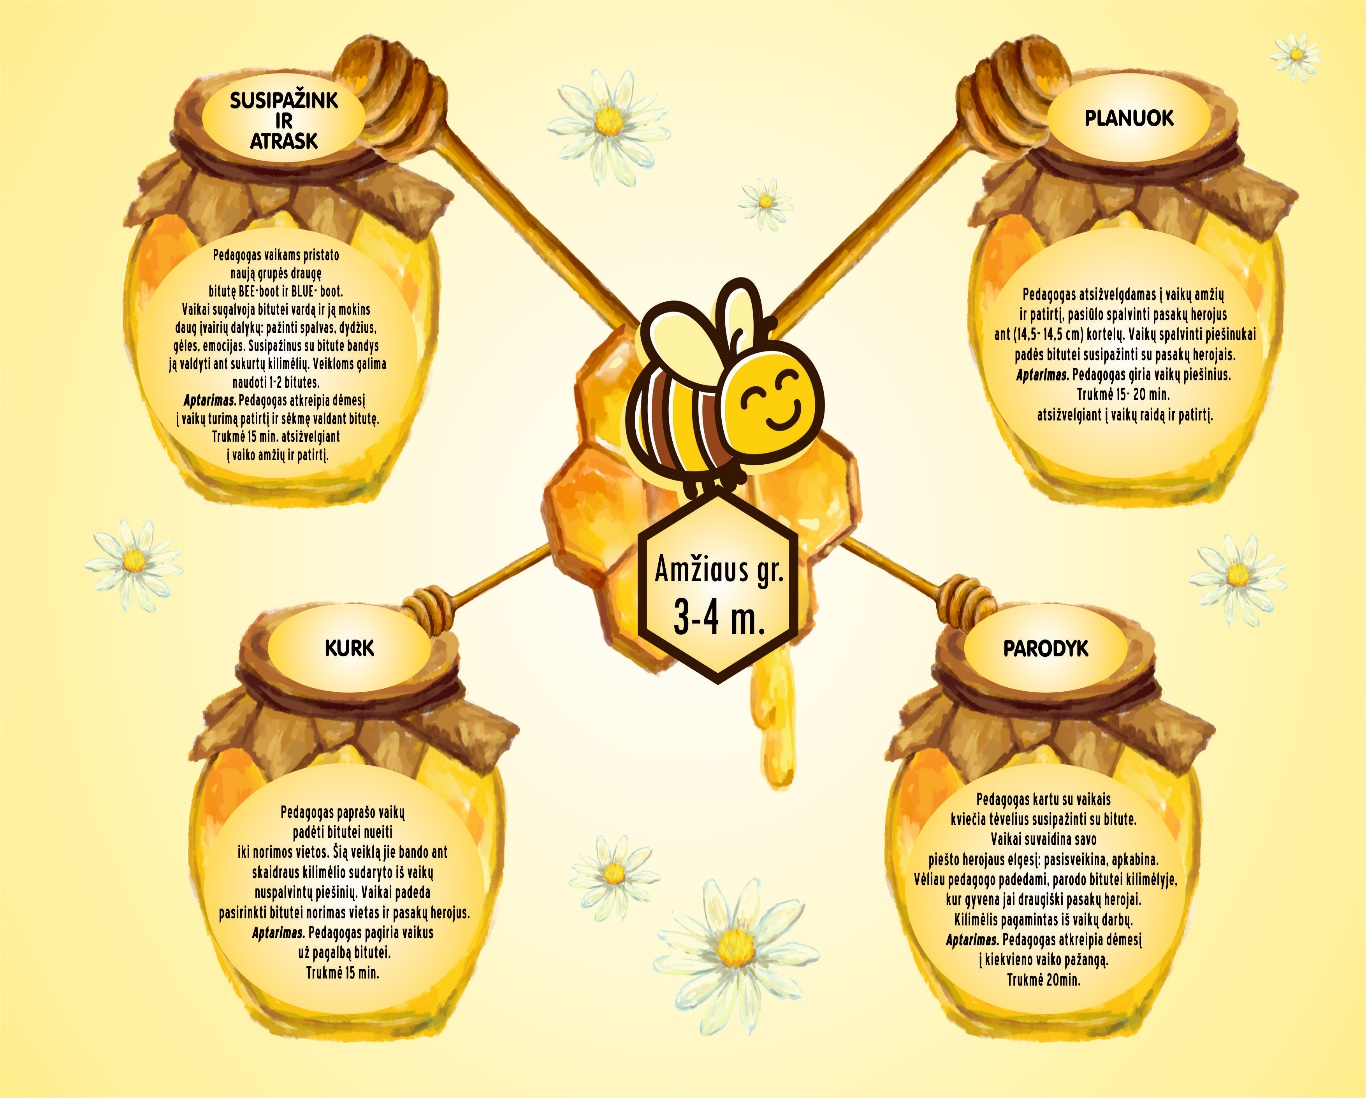 SUSIPAŽINK
IR
ATRASK
Pedagogas vaikams pristato
naują grupės draugę
bitutę BEE-boot ir BLUE- boot.
Vaikai sugalvoja bitutei vardą ir ją mokins
daug įvairių dalykų: pažinti spalvas, dydžius,
gėles, emocijas. Susipažinus su bitute bandys
ją valdyti ant sukurtų kilimėlių. Veikloms galima
naudoti 1-2 bitutes.
Aptarimas. Pedagogas atkreipia dėmesį
į vaikų turimą patirtį ir sėkmę valdant bitutę.
Trukmė 15 min. atsižvelgiant
į vaiko amžių ir patirtį.
PLANUOK
Pedagogas atsižvelgdamas į vaikų amžių
ir patirtį, pasiūlo spalvinti pasakų herojus
ant (14,5- 14,5 cm) kortelų. Vaikų spalvinti piešinukai
padės bitutei susipažinti su pasakų herojais.
Aptarimas. Pedagogas giria vaikų piešinius.
Trukmė 15- 20 min.
atsižvelgiant į vaikų raidą ir patirtį.
Amžiaus gr.
3-4 m.
KURK
Pedagogas paprašo vaikų
padėti bitutei nueiti
iki norimos vietos. Šią veiklą jie bando ant
skaidraus kilimėlio sudaryto iš vaikų
nuspalvintų piešinių. Vaikai padeda
pasirinkti bitutei norimas vietas ir pasakų herojus.
Aptarimas. Pedagogas pagiria vaikus
už pagalbą bitutei.
Trukmė 15 min.
PARODYK
Pedagogas kartu su vaikais
kviečia tėvelius susipažinti su bitute.
Vaikai suvaidina savo
piešto herojaus elgesį: pasisveikina, apkabina.
Vėliau pedagogo padedami, parodo bitutei kilimėlyje,
kur gyvena jai draugiški pasakų herojai.
Kilimėlis pagamintas iš vaikų darbų.
Aptarimas. Pedagogas atkreipia dėmesį
į kiekvieno vaiko pažangą.
Trukmė 20min.